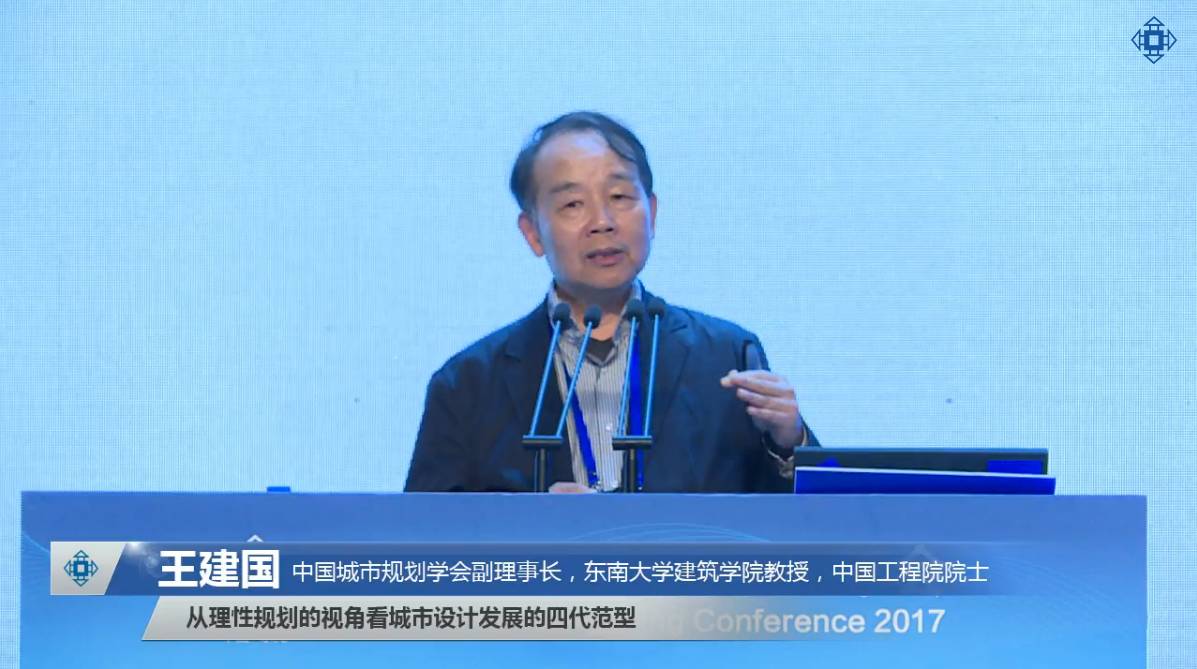 王建国 中国城市规划学会副理事长，东南大学建筑学院教授，中国工程院院士
从理性规划的视角看城市设计发展的四代范型
Conference 2017